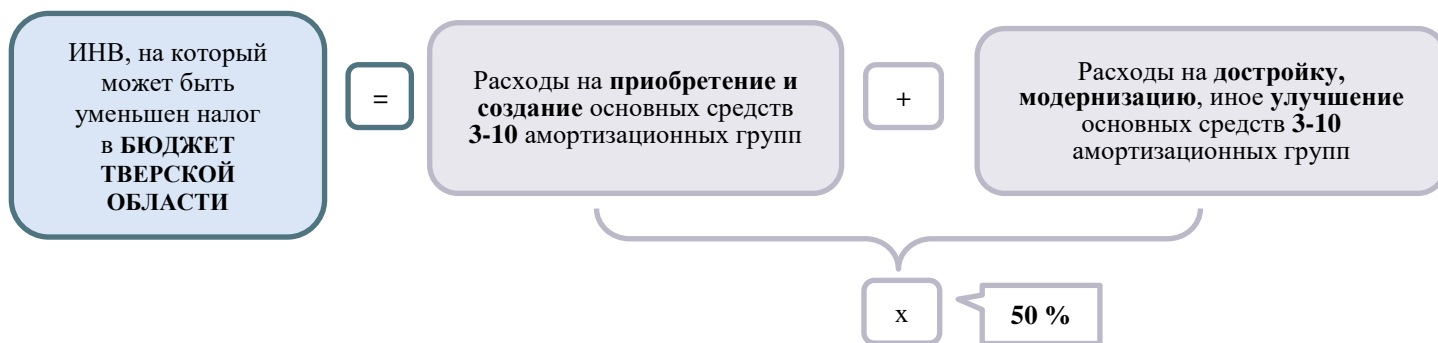 ИНВ, на который
может быть
уменьшен налог
в БЮДЖЕТ
ТВЕРСКОЙ
ОБЛАСТИ
=
Расходы на приобретение и
создание основных средств
3-10 амортизационных групп
+
Расходы на достройку,
модернизацию, иное улучшение
основных средств 3-10
амортизационных групп
х
50 %